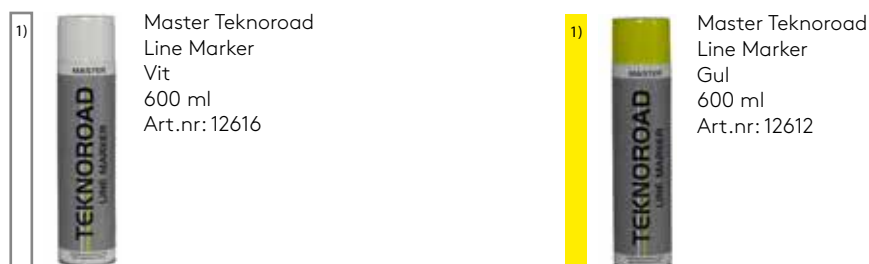 1)
MASTER
TEKNOROAD
LINE MARKER
Master Teknoroad
Line Marker
Vit
600 ml
Art.nr: 12616
1)
MASTER
TEKNOROAD
LINE MARKER
Master Teknoroad
Line Marker
Gul
600 ml
Art.nr: 12612